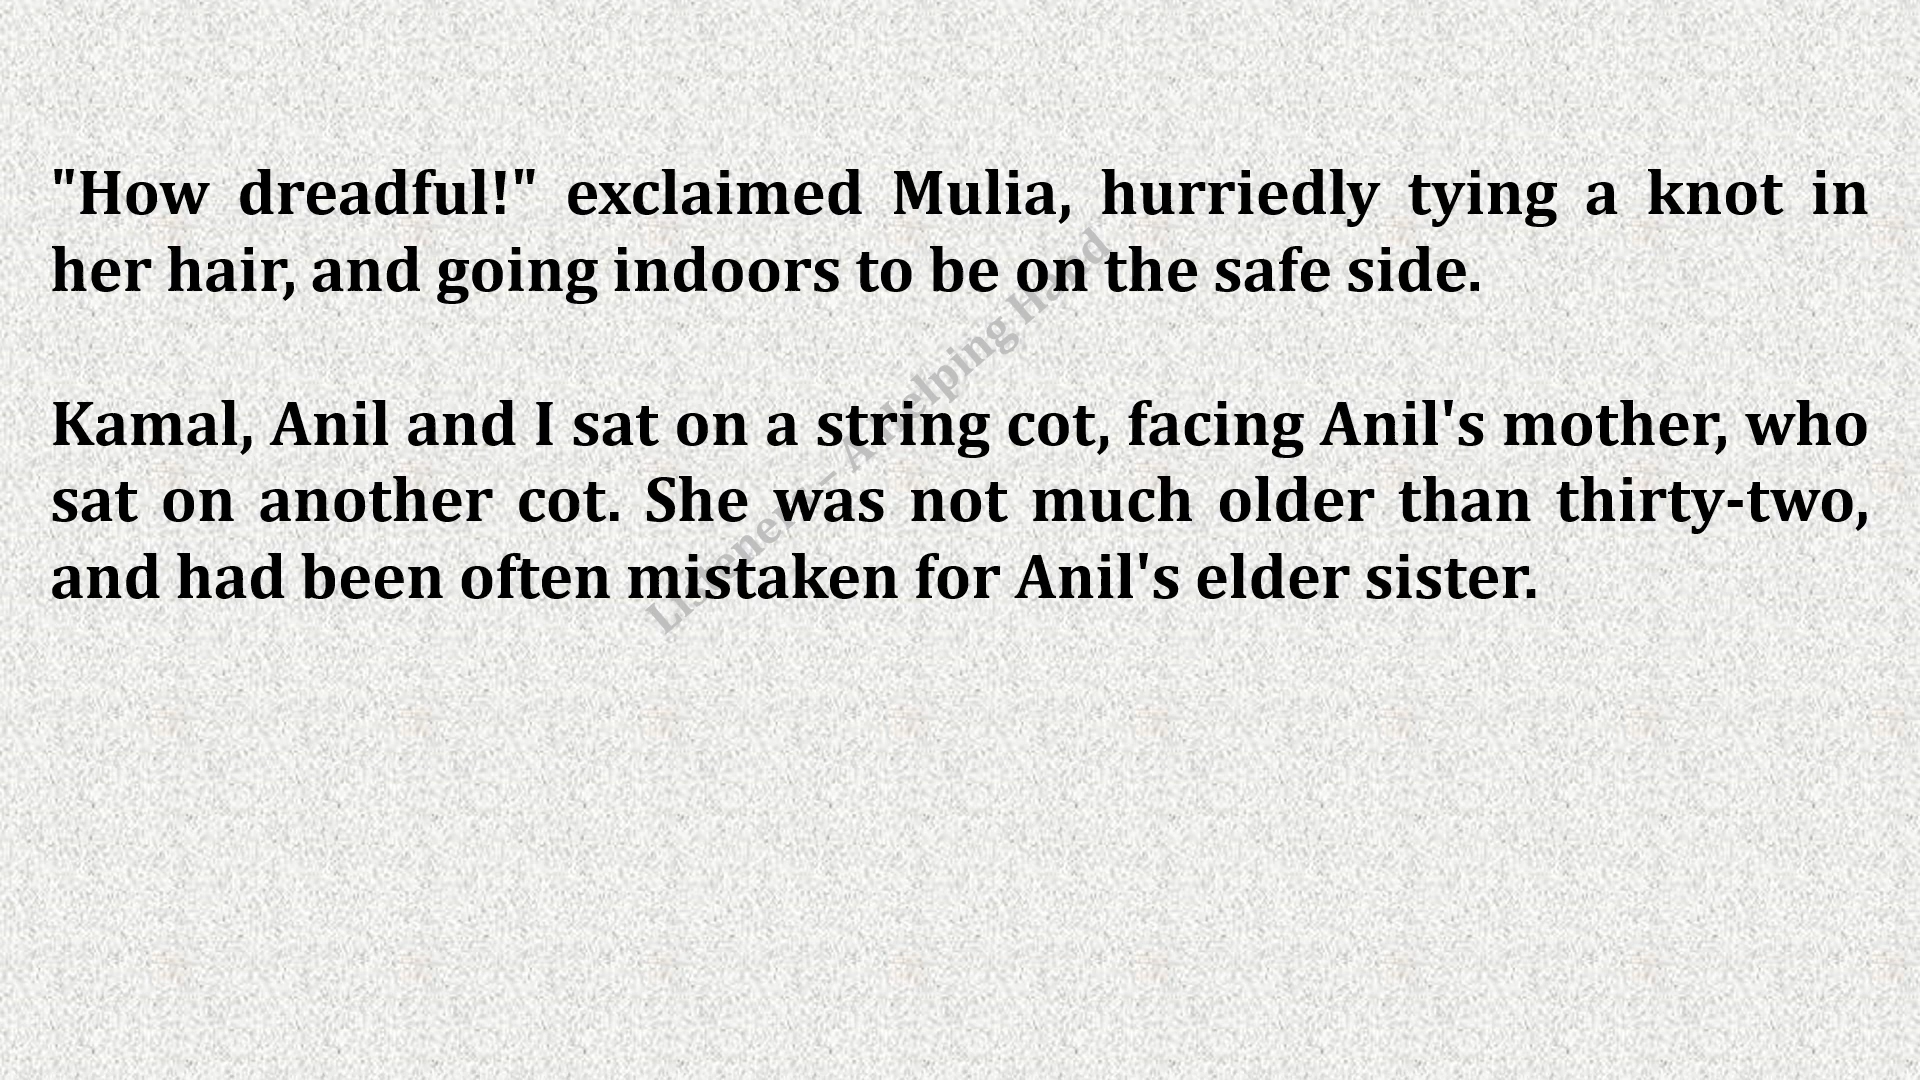 "How dreadful!" exclaimed Mulia, hurriedly tying a knot in
her hair, and going indoors to be on the safe side.
Kamal, Anil and I sat on a string cot, facing Anil's mother, who
sat on another cot. She was not much older than thirty-two,
and had been often mistaken for Anil's elder sister.
Helping Hand